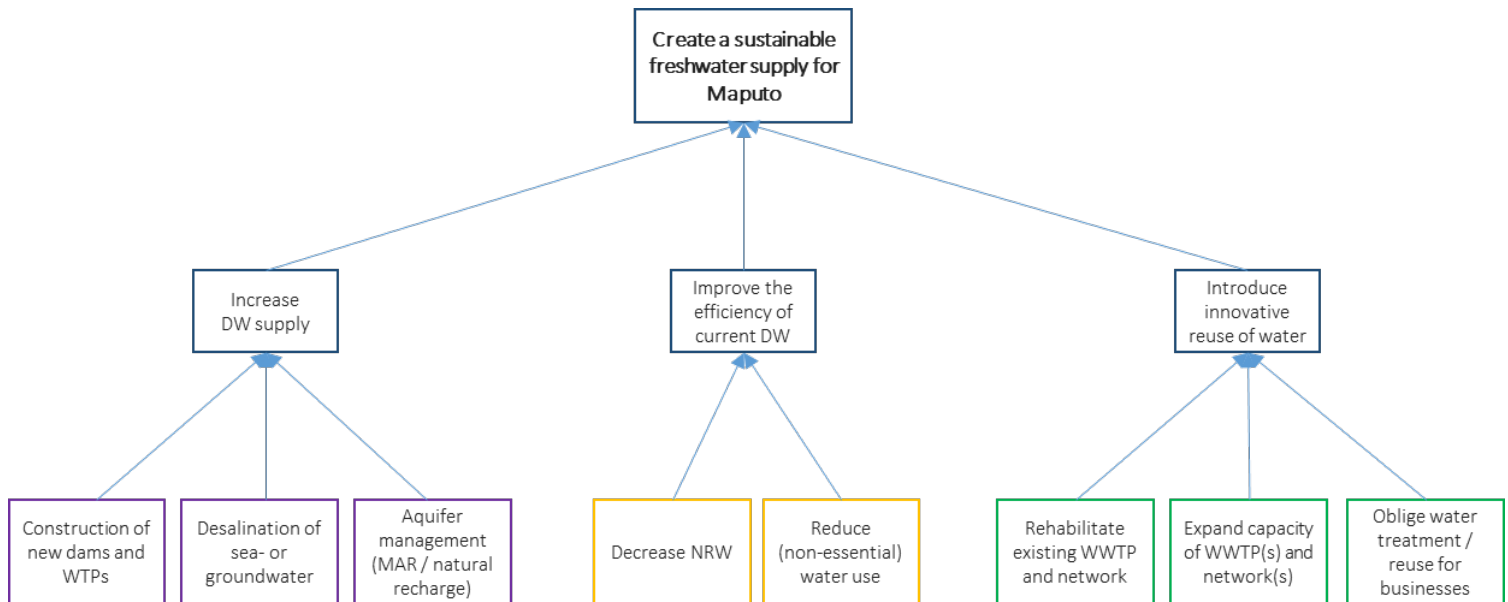 Create a sustainable
freshwater supply for
Maputo
Increase
DW supply
Improve the
efficiency of
current DW
Introduce
innovative
reuse of water
Construction of
new dams and
WTPs
Desalination of
sea- or
groundwater
Aquifer
management
(MAR / natural
recharge)
Decrease NRW
Reduce
(non-essential)
water use
Rehabilitate
existing WWTP
and network
Expand capacity
of WWTP(s) and
network(s)
Oblige water
treatment /
reuse for
businesses